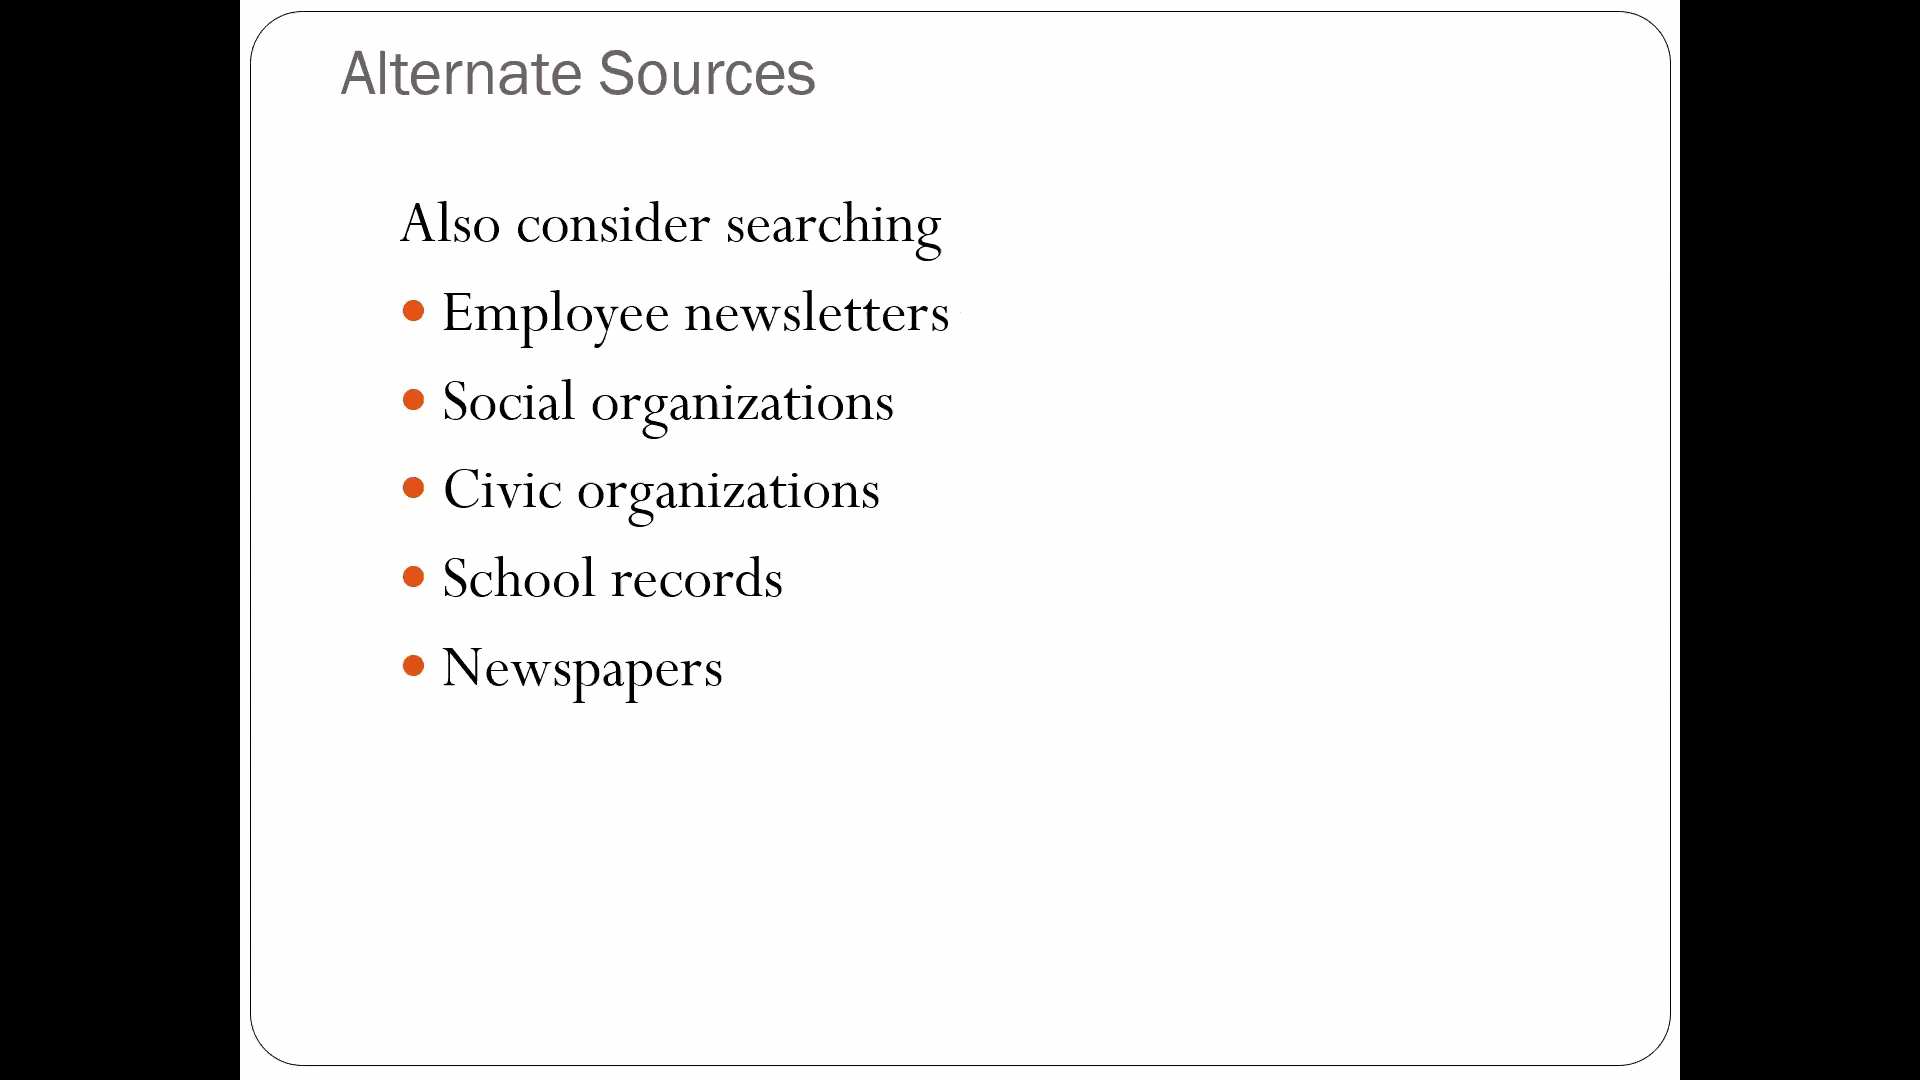 Alternate Sources
Also consider searching
Employee newsletters
Social organizations
Civic organizations
School records
Newspapers